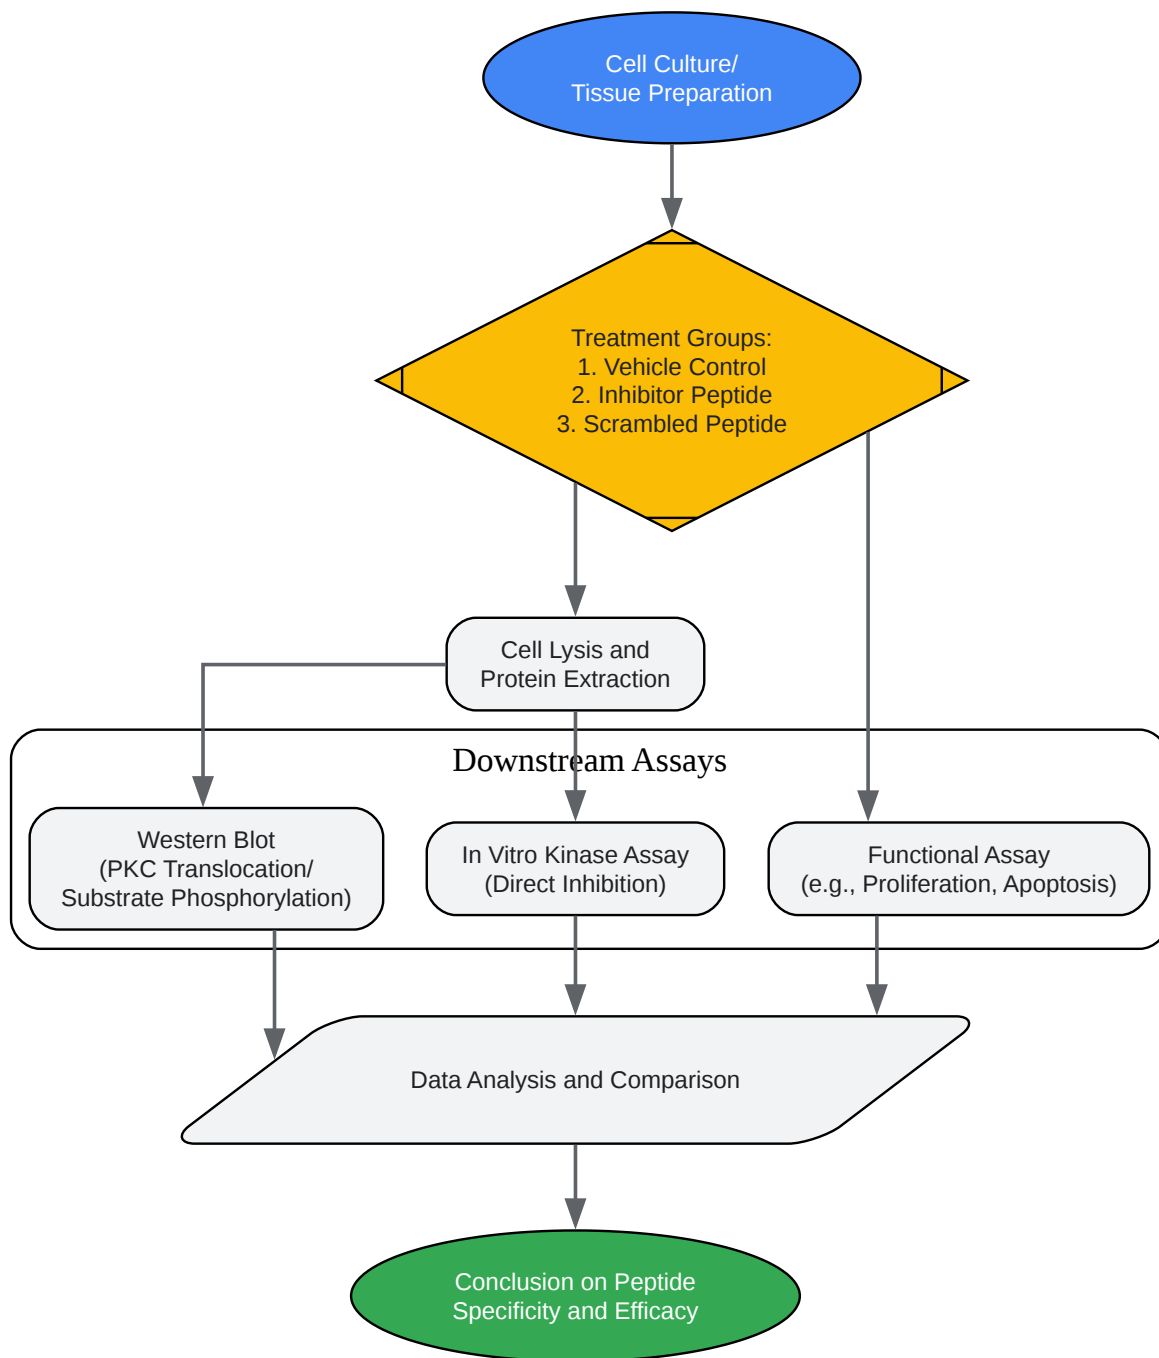 Cell Culture/
Tissue Preparation
Treatment Groups:
1. Vehicle Control
2. Inhibitor Peptide
3. Scrambled Peptide
Cell Lysis and
Protein Extraction
Downstream Assays
Western Blot
(PKC Translocation/
Substrate Phosphorylation)
In Vitro Kinase Assay
(Direct Inhibition)
Functional Assay
(e.g., Proliferation, Apoptosis)
Data Analysis and Comparison
Conclusion on Peptide
Specificity and Efficacy